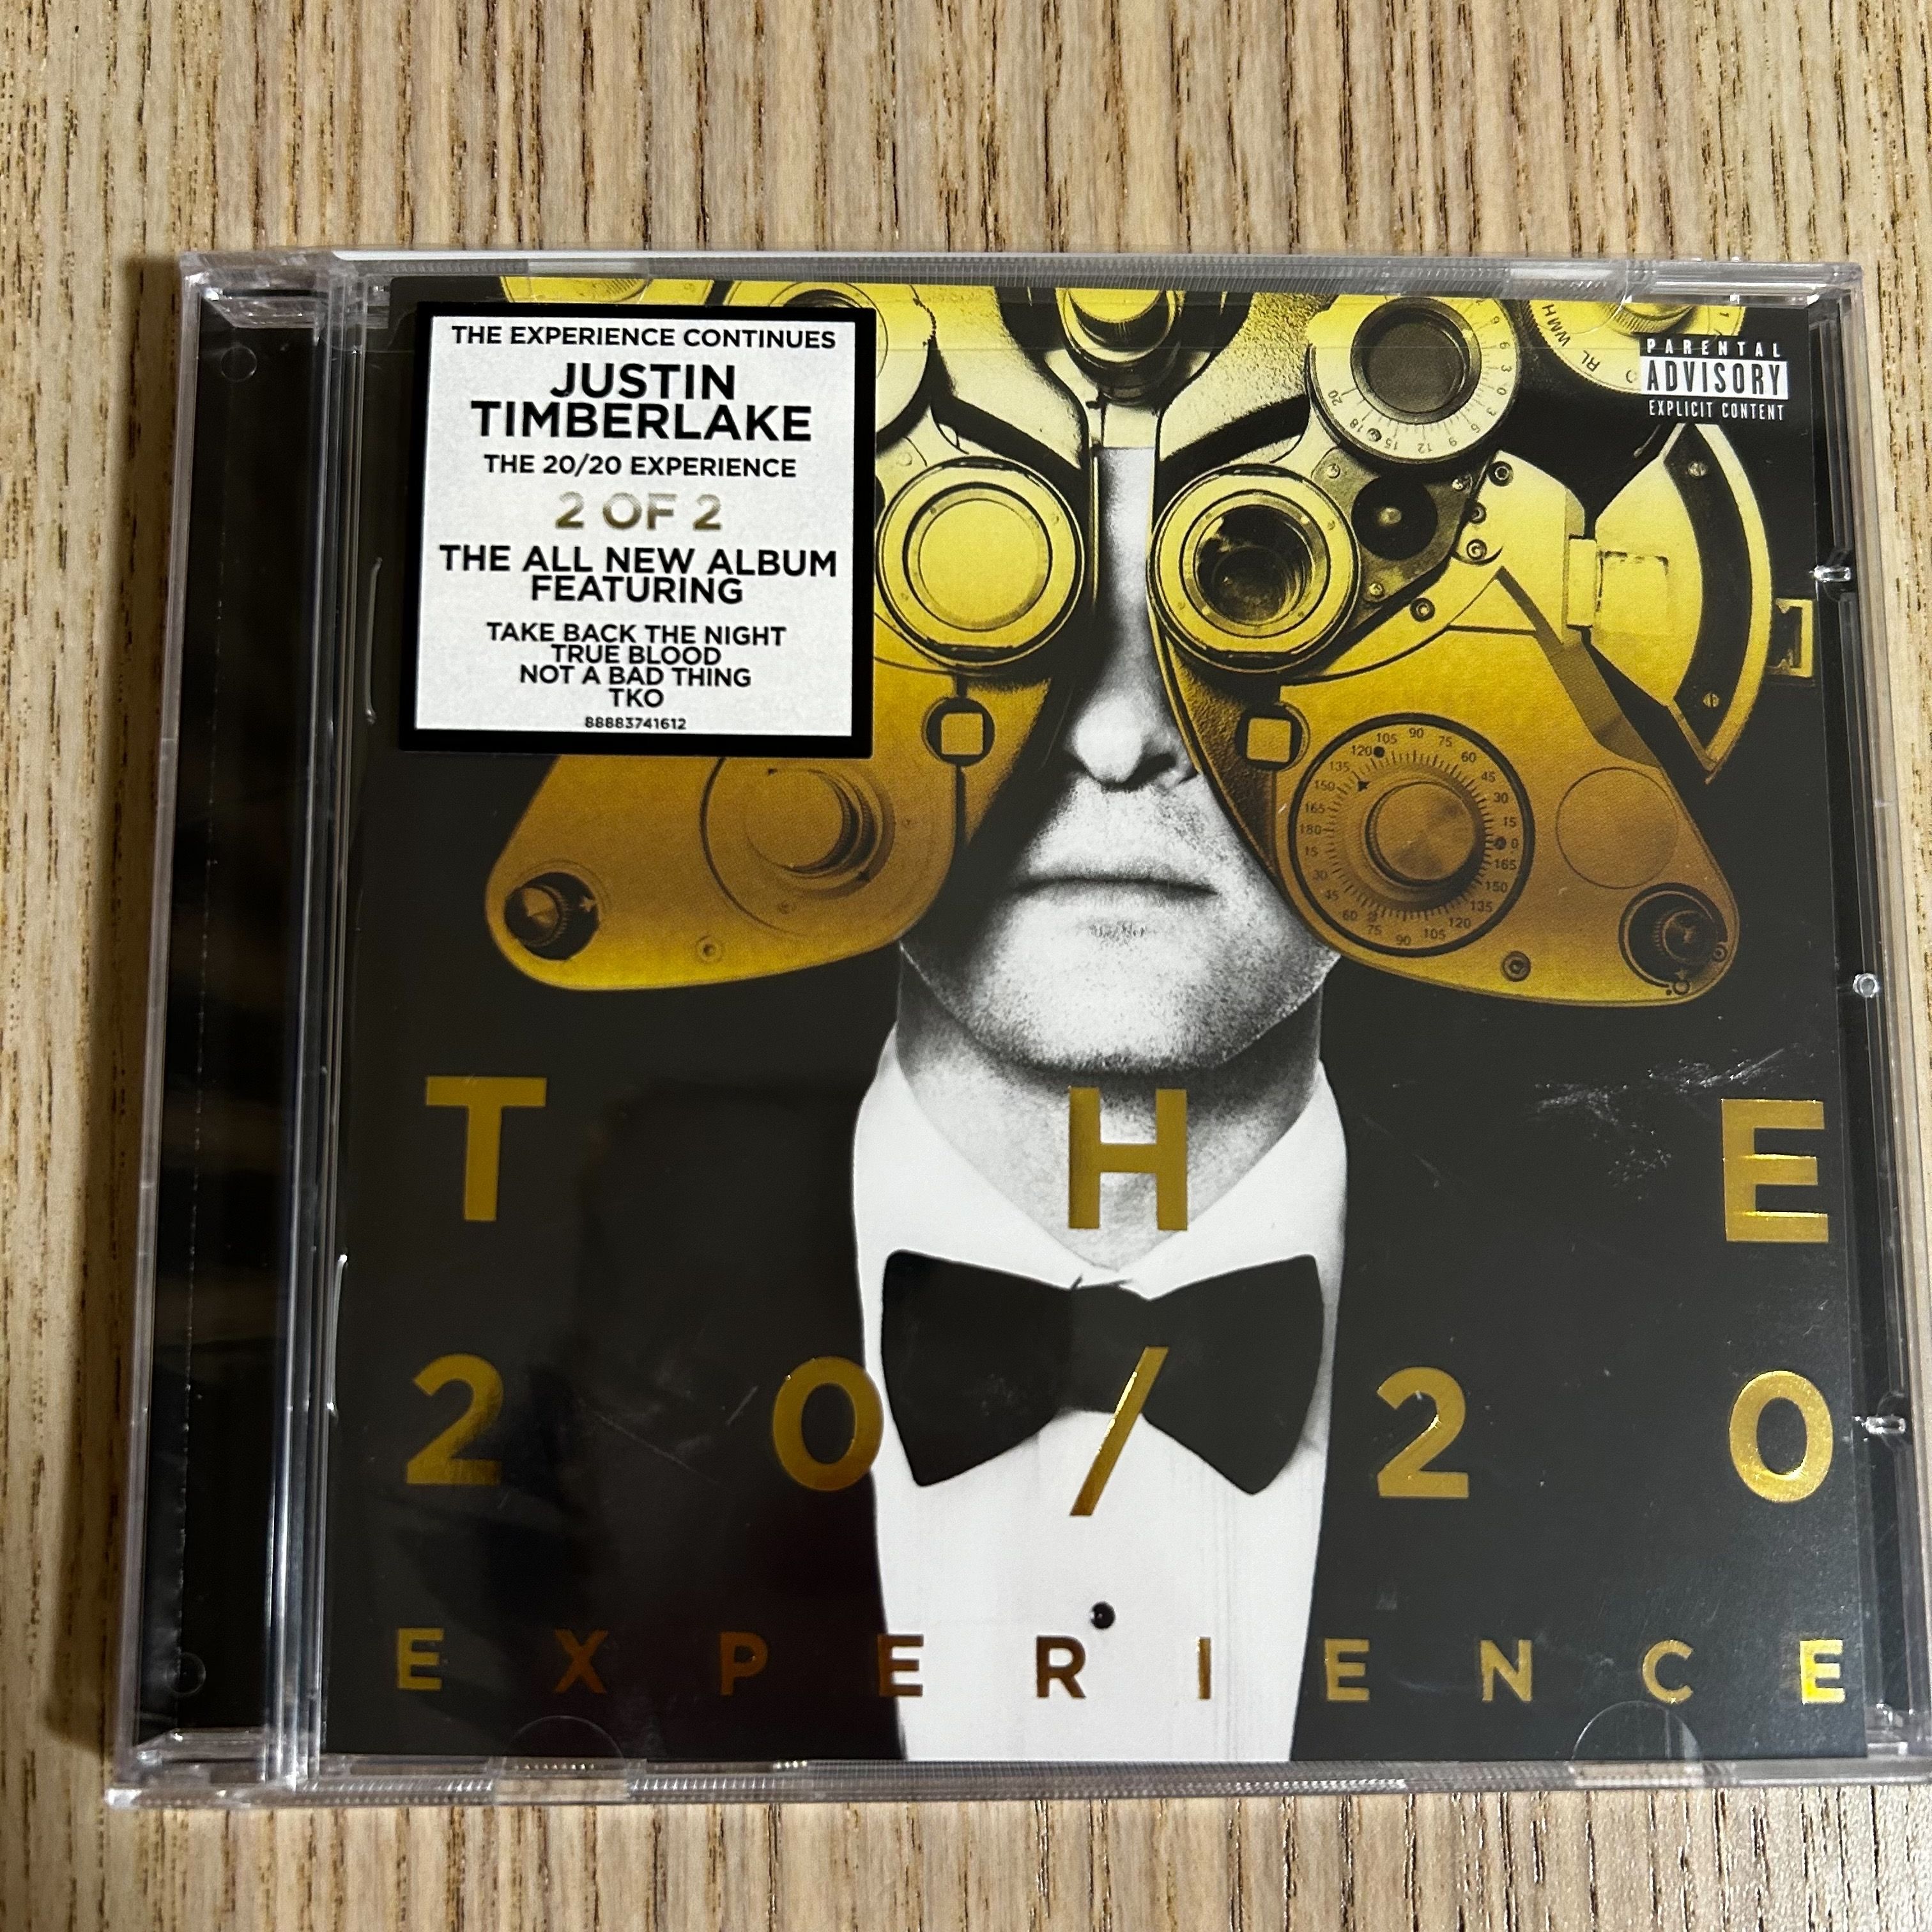 THE EXPERIENCE CONTINUES
JUSTIN
TIMBERLAKE
THE 20/20 EXPERIENCE
2 OF 2
THE ALL NEW ALBUM
FEATURING
TAKE BACK THE NIGHT
TRUE BLOOD
NOT A BAD THING
TKO
88883741612
PARENTAL
ADVISORY
EXPLICIT CONTENT
THE
20/20
EXPERIENCE